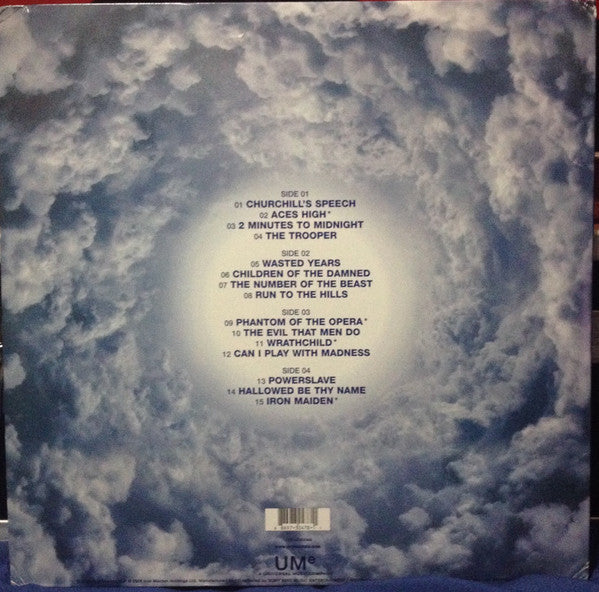 SIDE 01
01 CHURCHILL'S SPEECH
02 ACES HIGH*
03 2 MINUTES TO MIDNIGHT
04 THE TROOPER
SIDE 02
05 WASTED YEARS
06 CHILDREN OF THE DAMNED
07 THE NUMBER OF THE BEAST
08 RUN TO THE HILLS
SIDE 03
09 PHANTOM OF THE OPERA*
10 THE EVIL THAT MEN DO
11 WRATHCHILD*
12 CAN I PLAY WITH MADNESS
SIDE 04
13 POWERSLAVE
14 HALLOWED BE THY NAME
15 IRON MAIDEN*
UMe